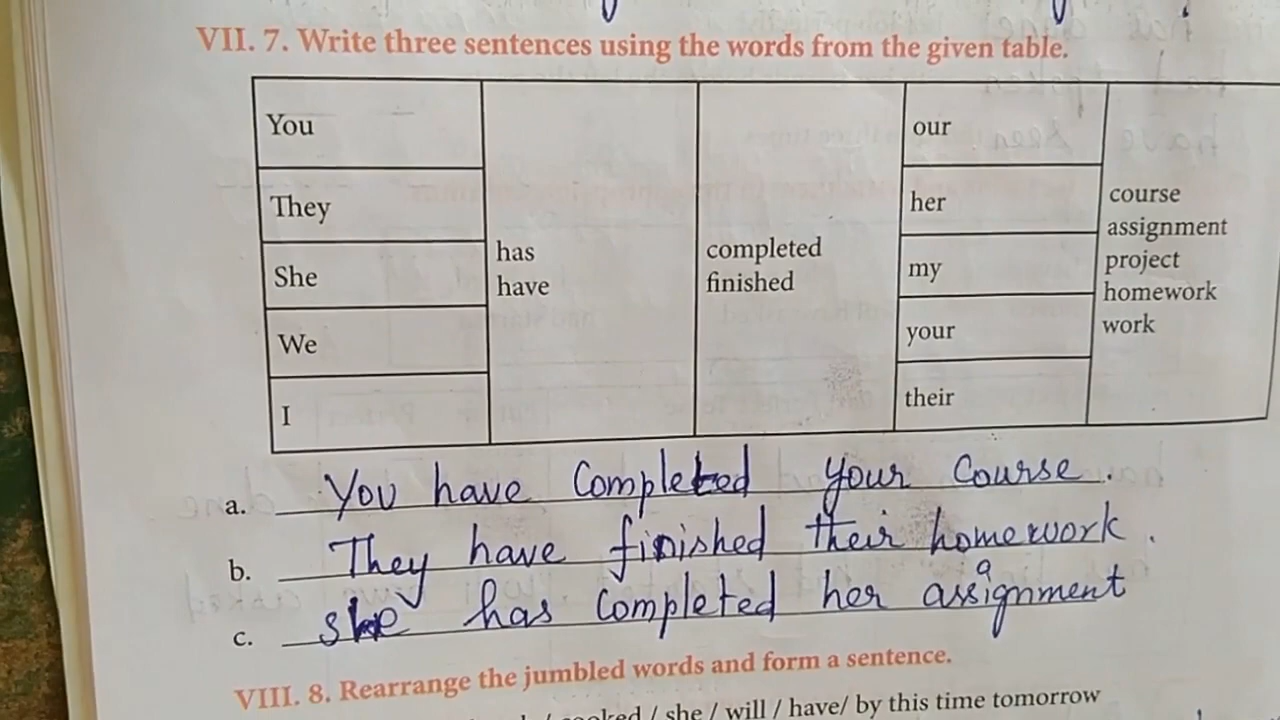 VII. 7. Write three sentences using the words from the given table.
You
They
She
We
I
has
have
completed
finished
our
her
my
your
their
course
assignment
project
homework
work
a. You have Completed your Course.
b. They have finished their homework.
c. She has Completed her assignment
VIII. 8. Rearrange the jumbled words and form a sentence.
cooked / she / will / have/ by this time tomorrow